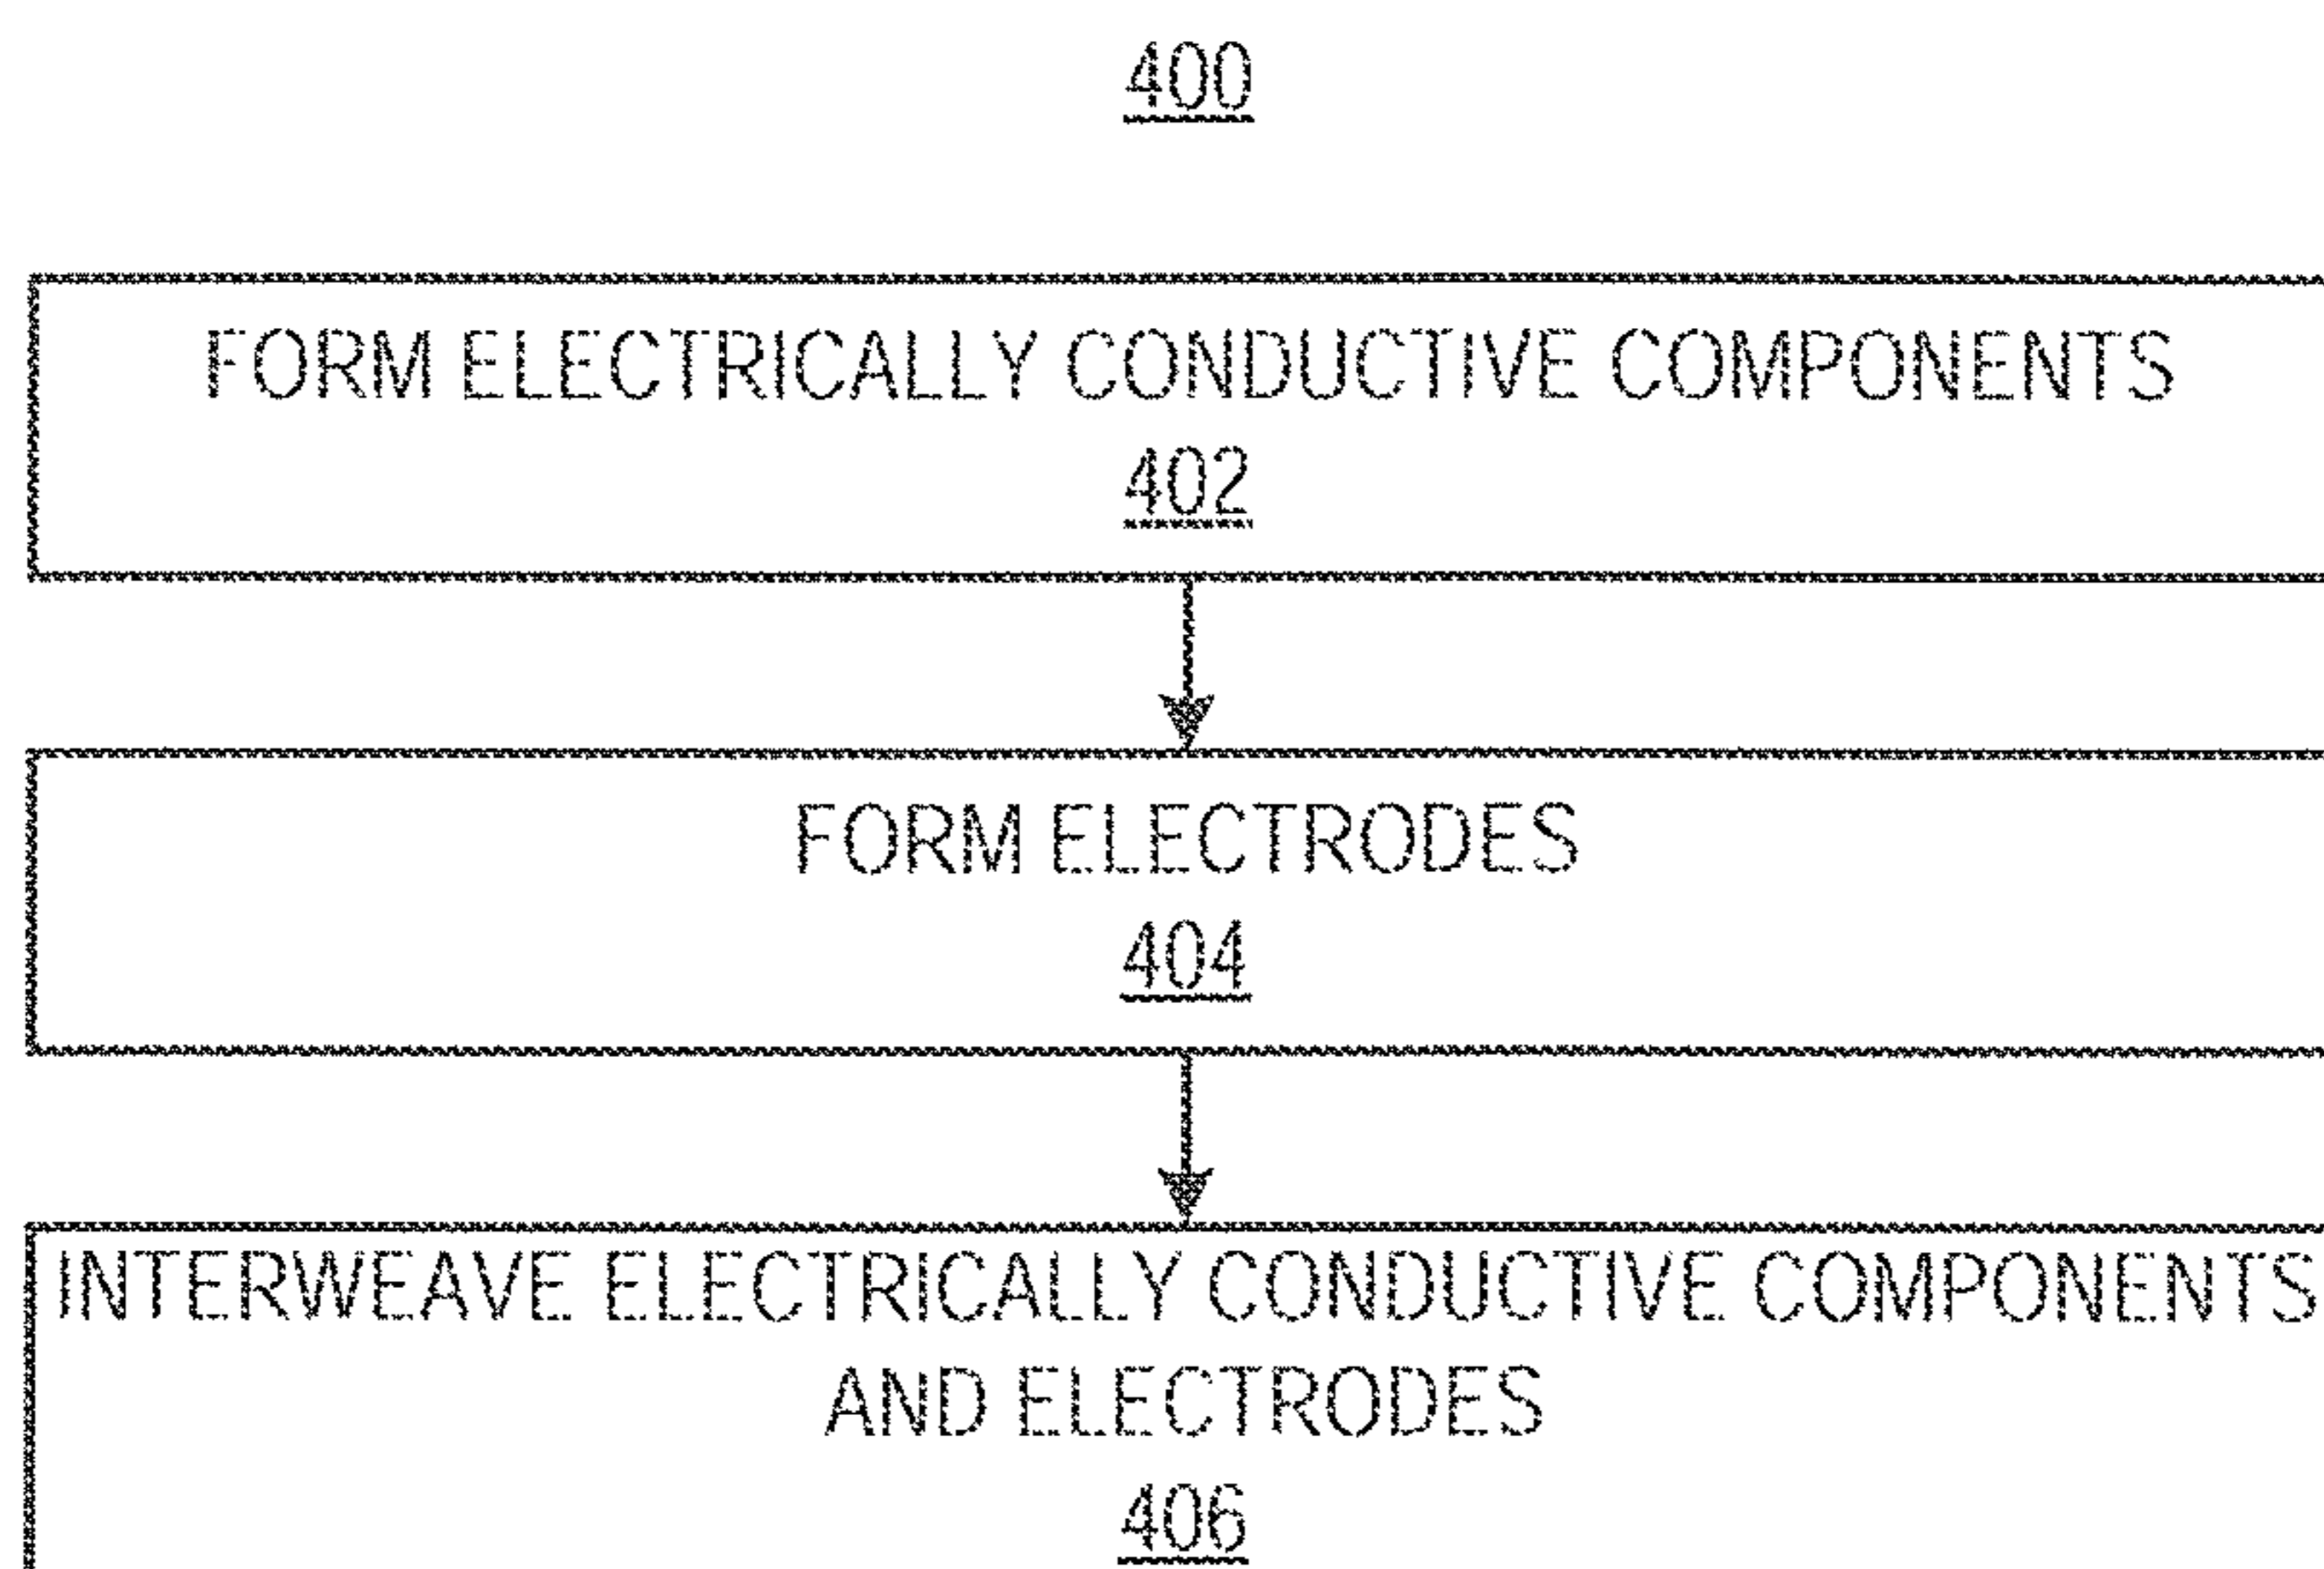 400
FORM ELECTRICALLY CONDUCTIVE COMPONENTS
402
FORM ELECTRODES
404
INTERWEAVE ELECTRICALLY CONDUCTIVE COMPONENTS
AND ELECTRODES
406